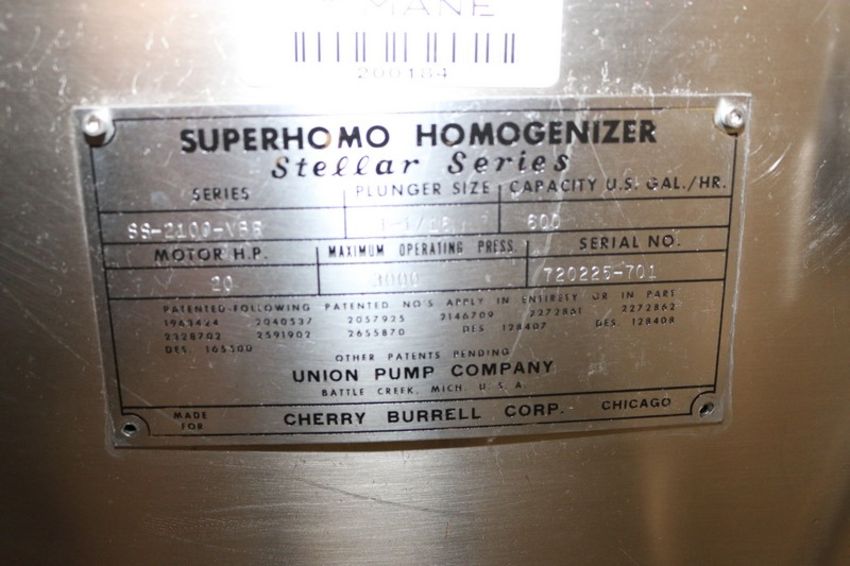 MANE
200184
SUPERHOMO HOMOGENIZER
Stellar Series
SERIES PLUNGER SIZE CAPACITY U.S. GAL./HR.
600
MOTOR H.P. MAXIMUM OPERATING PRESS. SERIAL NO.
20 3000 720225-701
PATENTED-FOLLOWING PATENTED NO'S APPLY IN ENTIRETY OR IN PART
1963424 2040537 2057925 2146709 2272861 2272862
2328702 2591902 2655870 DES 128407 DES. 128408
DES. 165500
OTHER PATENTS PENDING
UNION PUMP COMPANY
BATTLE CREEK, MICH. U.S.A.
MADE FOR CHERRY BURRELL CORP. CHICAGO